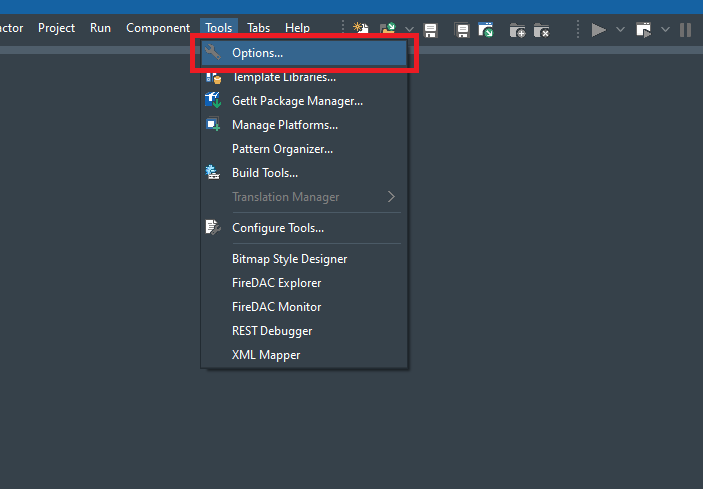 ctor Project Run Component Tools Tabs Help
Options...
Template Libraries...
GetIt Package Manager...
Manage Platforms...
Pattern Organizer...
Build Tools...
Translation Manager
Configure Tools...
Bitmap Style Designer
FireDAC Explorer
FireDAC Monitor
REST Debugger
XML Mapper